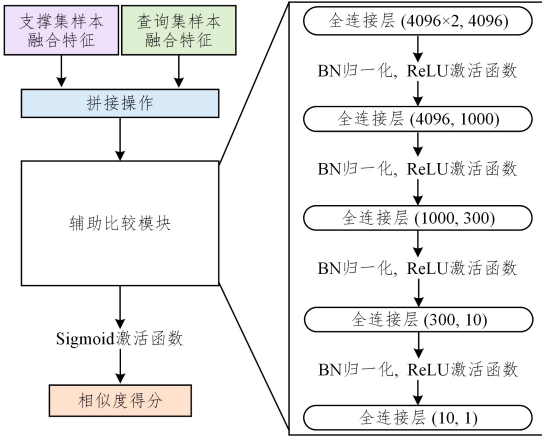 支撑集样本
融合特征
查询集样本
融合特征
拼接操作
辅助比较模块
Sigmoid激活函数
相似度得分
全连接层 (4096×2, 4096)
BN归一化, ReLU激活函数
全连接层 (4096, 1000)
BN归一化, ReLU激活函数
全连接层 (1000, 300)
BN归一化, ReLU激活函数
全连接层 (300, 10)
BN归一化, ReLU激活函数
全连接层 (10, 1)